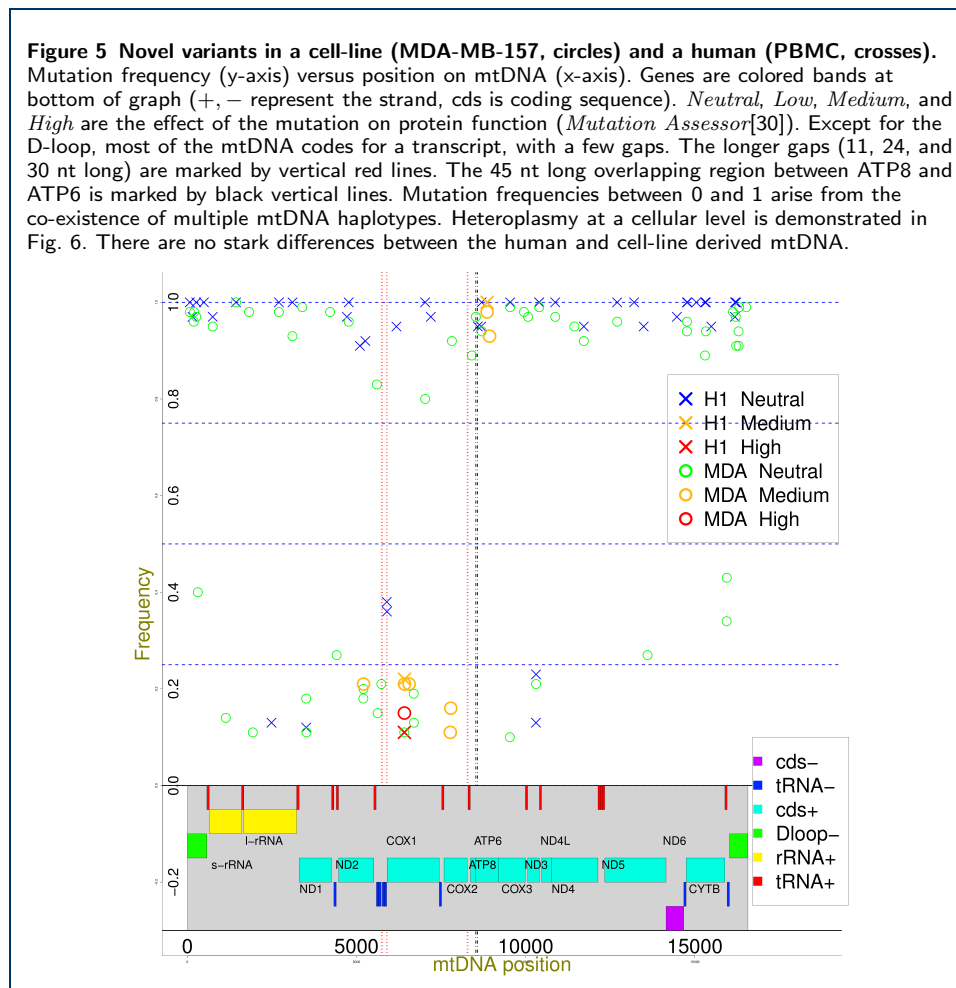 Figure 5 Novel variants in a cell-line (MDA-MB-157, circles) and a human (PBMC, crosses).
Mutation frequency (y-axis) versus position on mtDNA (x-axis). Genes are colored bands at
bottom of graph (+, − represent the strand, cds is coding sequence). Neutral, Low, Medium, and
High are the effect of the mutation on protein function (Mutation Assessor[30]). Except for the
D-loop, most of the mtDNA codes for a transcript, with a few gaps. The longer gaps (11, 24, and
30 nt long) are marked by vertical red lines. The 45 nt long overlapping region between ATP8 and
ATP6 is marked by black vertical lines. Mutation frequencies between 0 and 1 arise from the
co-existence of multiple mtDNA haplotypes. Heteroplasmy at a cellular level is demonstrated in
Fig. 6. There are no stark differences between the human and cell-line derived mtDNA.
1.0
0.8
0.6
0.4
0.2
0.0
−0.2
Frequency
H1 Neutral
H1 Medium
H1 High
MDA Neutral
MDA Medium
MDA High
cds−
tRNA−
cds+
Dloop−
rRNA+
tRNA+
l−rRNA
s−rRNA
COX1
ATP6
ND4L
ND6
ND2
ATP8
ND3
ND5
ND1
COX2
COX3
ND4
CYTB
0
5000
10000
15000
mtDNA position